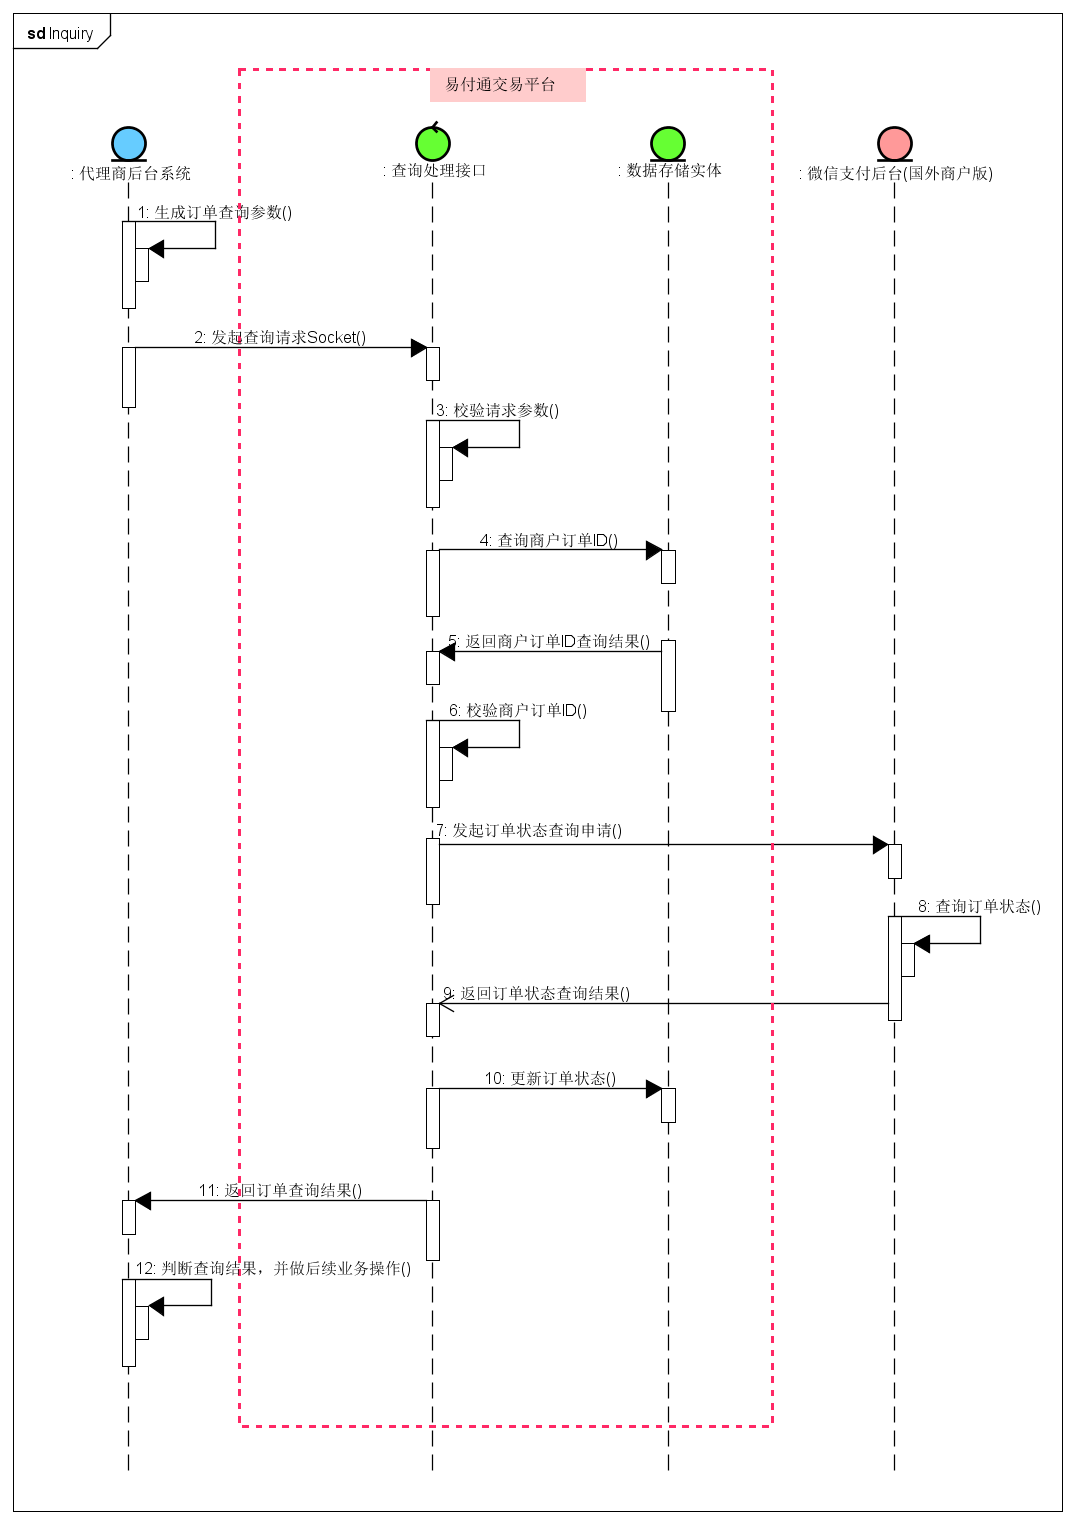 sd Inquiry
易付通交易平台
: 代理商后台系统
: 查询处理接口
: 数据存储实体
: 微信支付后台(国外商户版)
1: 生成订单查询参数()
2: 发起查询请求Socket()
3: 校验请求参数()
4: 查询商户订单ID()
5: 返回商户订单ID查询结果()
6: 校验商户订单ID()
7: 发起订单状态查询申请()
8: 查询订单状态()
9: 返回订单状态查询结果()
10: 更新订单状态()
11: 返回订单查询结果()
12: 判断查询结果，并做后续业务操作()